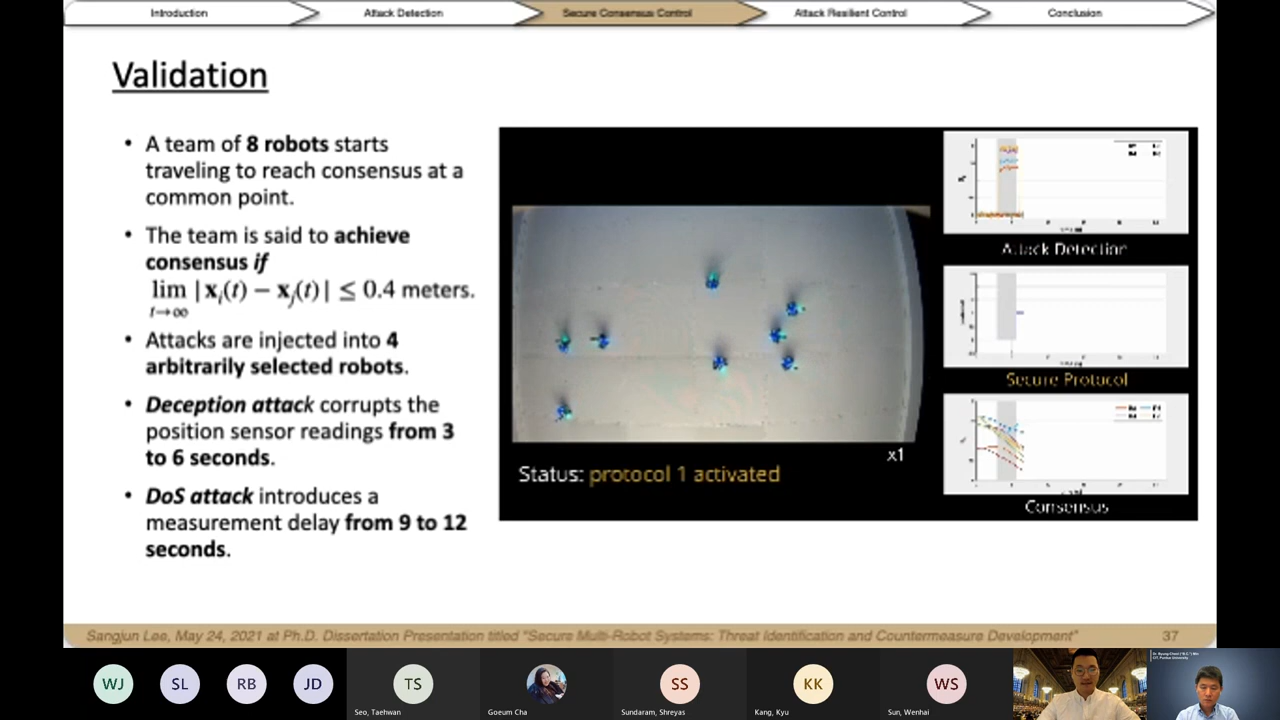 Introduction
Attack Detection
Secure Consensus Control
Attack Resilient Control
Conclusion
Validation
• A team of 8 robots starts
traveling to reach consensus at a
common point.
• The team is said to achieve
consensus if
lim |xᵢ(t) − xⱼ(t)| ≤ 0.4 meters.
t→∞
• Attacks are injected into 4
arbitrarily selected robots.
• Deception attack corrupts the
position sensor readings from 3
to 6 seconds.
• DoS attack introduces a
measurement delay from 9 to 12
seconds.
x1
Status: protocol 1 activated
Attack Detection
Secure Protocol
Consensus
Sangjun Lee, May 24, 2021 at Ph.D. Dissertation Presentation titled "Secure Multi-Robot Systems: Threat Identification and Countermeasure Development"
37
WJ
SL
RB
JD
TS
Seo, Taehwan
Goeum Cha
SS
Sundaram, Shreyas
KK
Kang, Kyu
WS
Sun, Wenhai
CIT, Purdue University